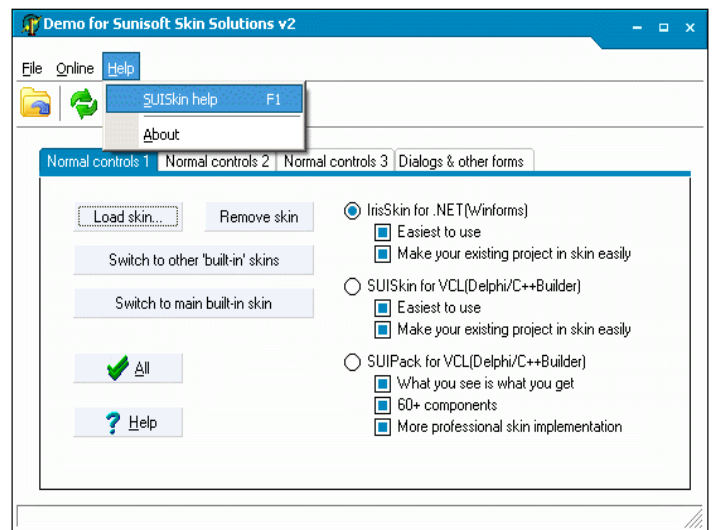 Demo for Sunisoft Skin Solutions v2
File Online Help
SUISkin help F1
About
Normal controls 1 Normal controls 2 Normal controls 3 Dialogs & other forms
Load skin... Remove skin
Switch to other 'built-in' skins
Switch to main built-in skin
All
Help
IrisSkin for .NET(Winforms)
Easiest to use
Make your existing project in skin easily
SUISkin for VCL(Delphi/C++Builder)
Easiest to use
Make your existing project in skin easily
SUIPack for VCL(Delphi/C++Builder)
What you see is what you get
60+ components
More professional skin implementation